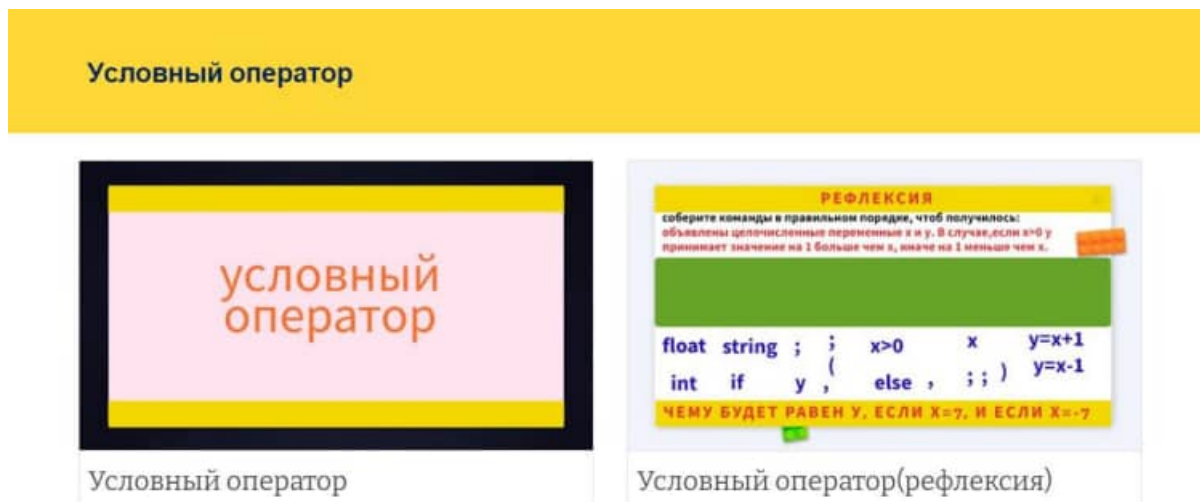 Условный оператор
условный
оператор
РЕФЛЕКСИЯ
соберите команды в правильном порядке, чтоб получилось:
объявлены целочисленные переменные x и y. В случае,если x>0 y
принимает значение на 1 больше чем x, иначе на 1 меньше чем x.
float string ; ; x>0 x y=x+1
int if y , ( else , ; ; ) y=x-1
ЧЕМУ БУДЕТ РАВЕН У, ЕСЛИ Х=7, И ЕСЛИ Х=-7
Условный оператор
Условный оператор(рефлексия)